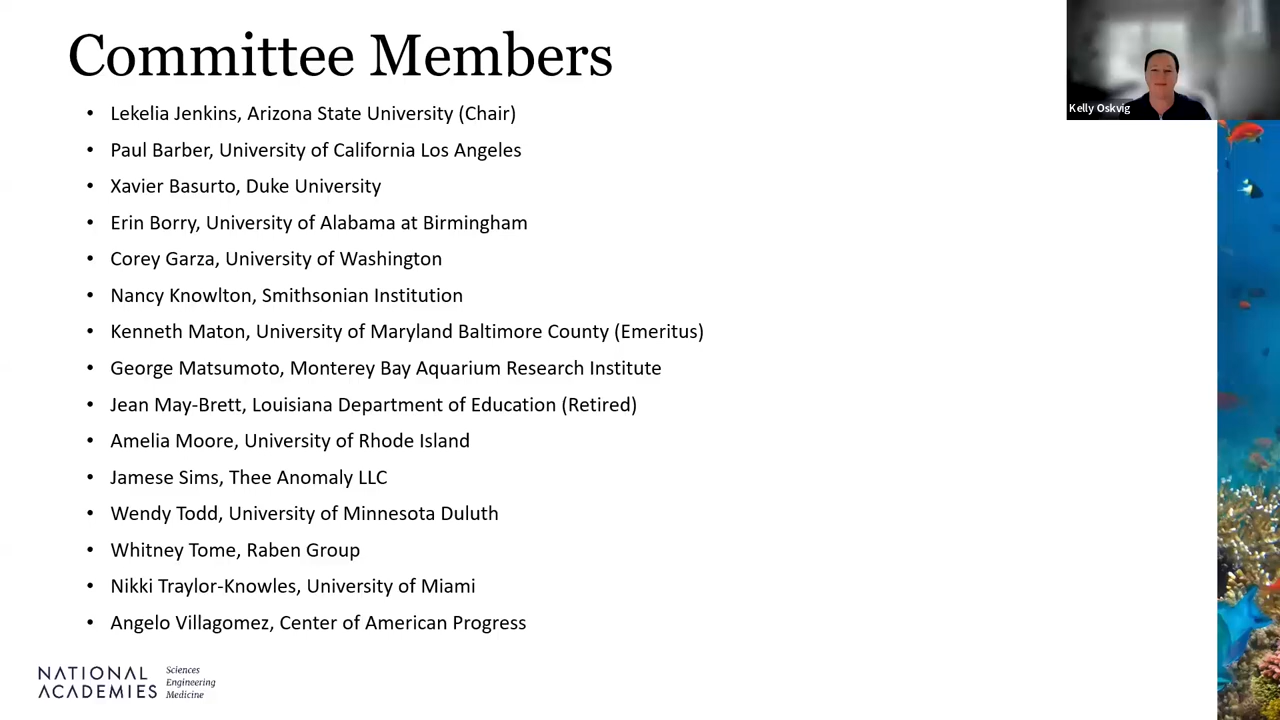 Committee Members
Kelly Oskvig
• Lekelia Jenkins, Arizona State University (Chair)
• Paul Barber, University of California Los Angeles
• Xavier Basurto, Duke University
• Erin Borry, University of Alabama at Birmingham
• Corey Garza, University of Washington
• Nancy Knowlton, Smithsonian Institution
• Kenneth Maton, University of Maryland Baltimore County (Emeritus)
• George Matsumoto, Monterey Bay Aquarium Research Institute
• Jean May-Brett, Louisiana Department of Education (Retired)
• Amelia Moore, University of Rhode Island
• Jamese Sims, Thee Anomaly LLC
• Wendy Todd, University of Minnesota Duluth
• Whitney Tome, Raben Group
• Nikki Traylor-Knowles, University of Miami
• Angelo Villagomez, Center of American Progress
NATIONAL
ACADEMIES
Sciences
Engineering
Medicine